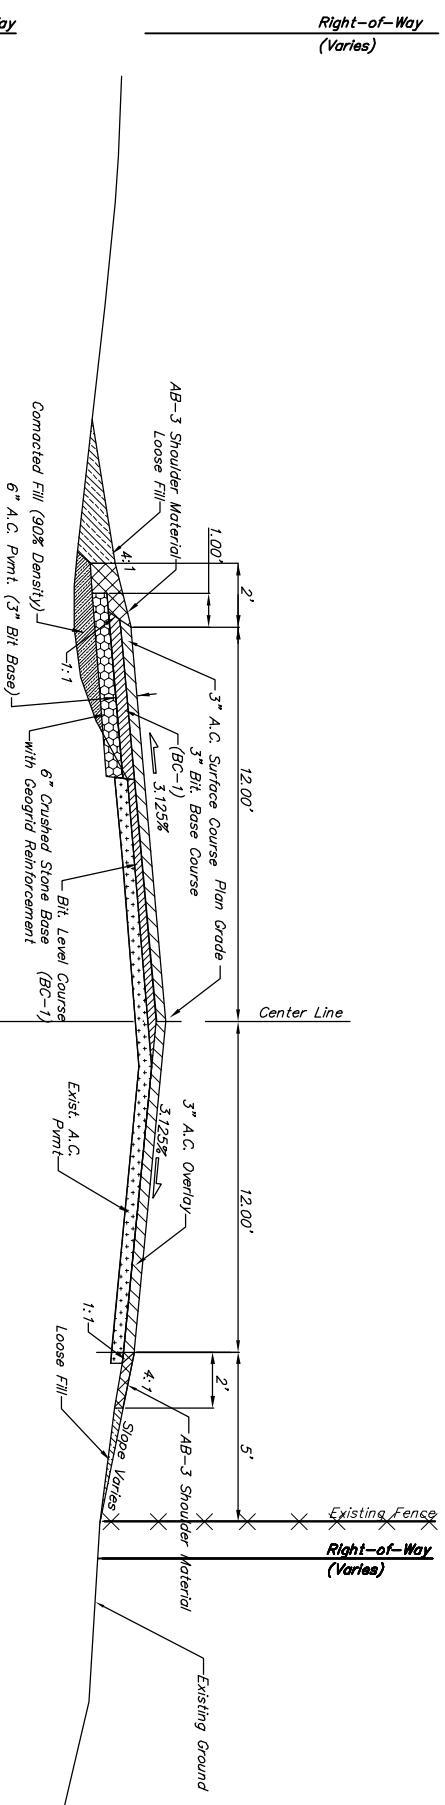 ay
Right-of-Way
(Varies)
AB-3 Shoulder Material
Loose Fill
4:1
1.00'
2'
Comacted Fill (90% Density)
6" A.C. Pvmt. (3" Bit Base)
1:1
3" A.C. Surface Course
3" Bit. Base Course
(BC-1)
3.125%
Plan Grade
12.00'
Bit. Level Course
(BC-1)
6" Crushed Stone Base
with Geogrid Reinforcement
Center Line
12.00'
3" A.C. Overlay
3.125%
Exist. A.C.
Pvmt
1:1
4:1
2'
5'
Loose Fill
Slope Varies
AB-3 Shoulder Material
Existing Fence
Right-of-Way
(Varies)
Existing Ground